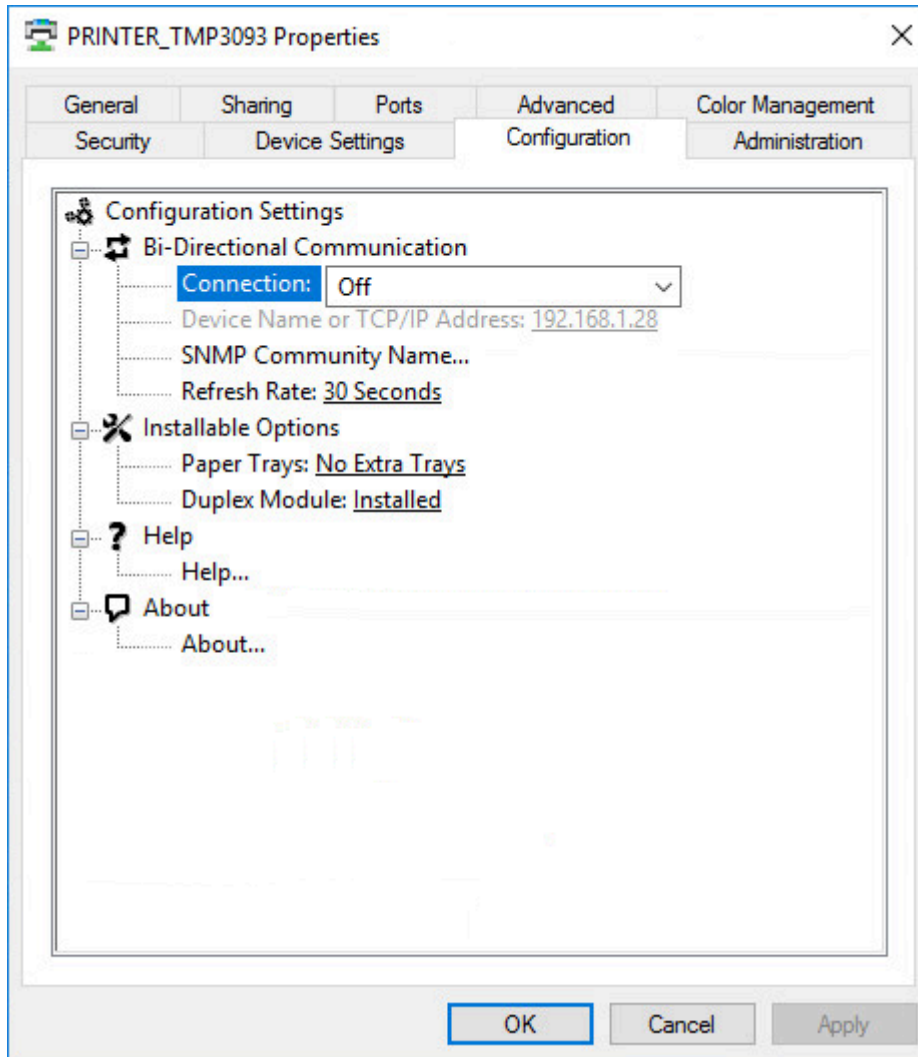 PRINTER_TMP3093 Properties
General Sharing Ports Advanced Color Management
Security Device Settings Configuration Administration
Configuration Settings
Bi-Directional Communication
Connection: Off
Device Name or TCP/IP Address: 192.168.1.28
SNMP Community Name...
Refresh Rate: 30 Seconds
Installable Options
Paper Trays: No Extra Trays
Duplex Module: Installed
Help
Help...
About
About...
OK Cancel Apply